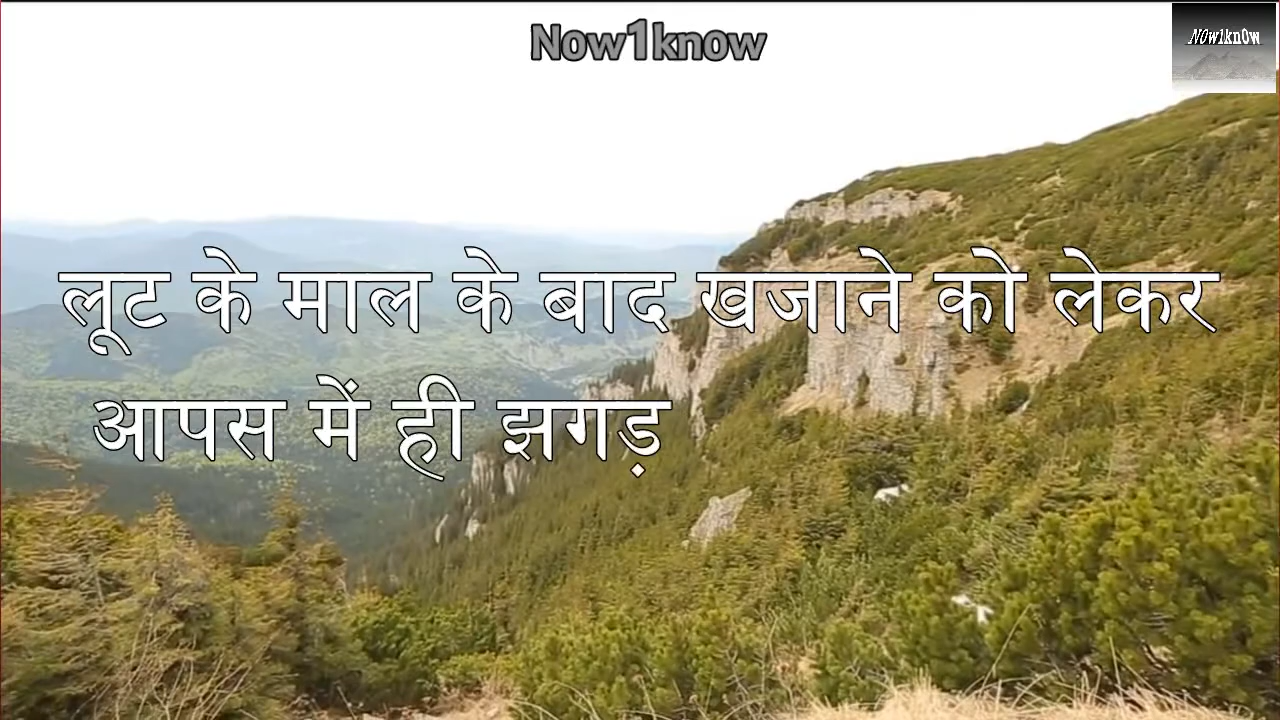 Now1know
N0w1kn0w
लूट के माल के बाद खजाने को लेकर
आपस में ही झगड़